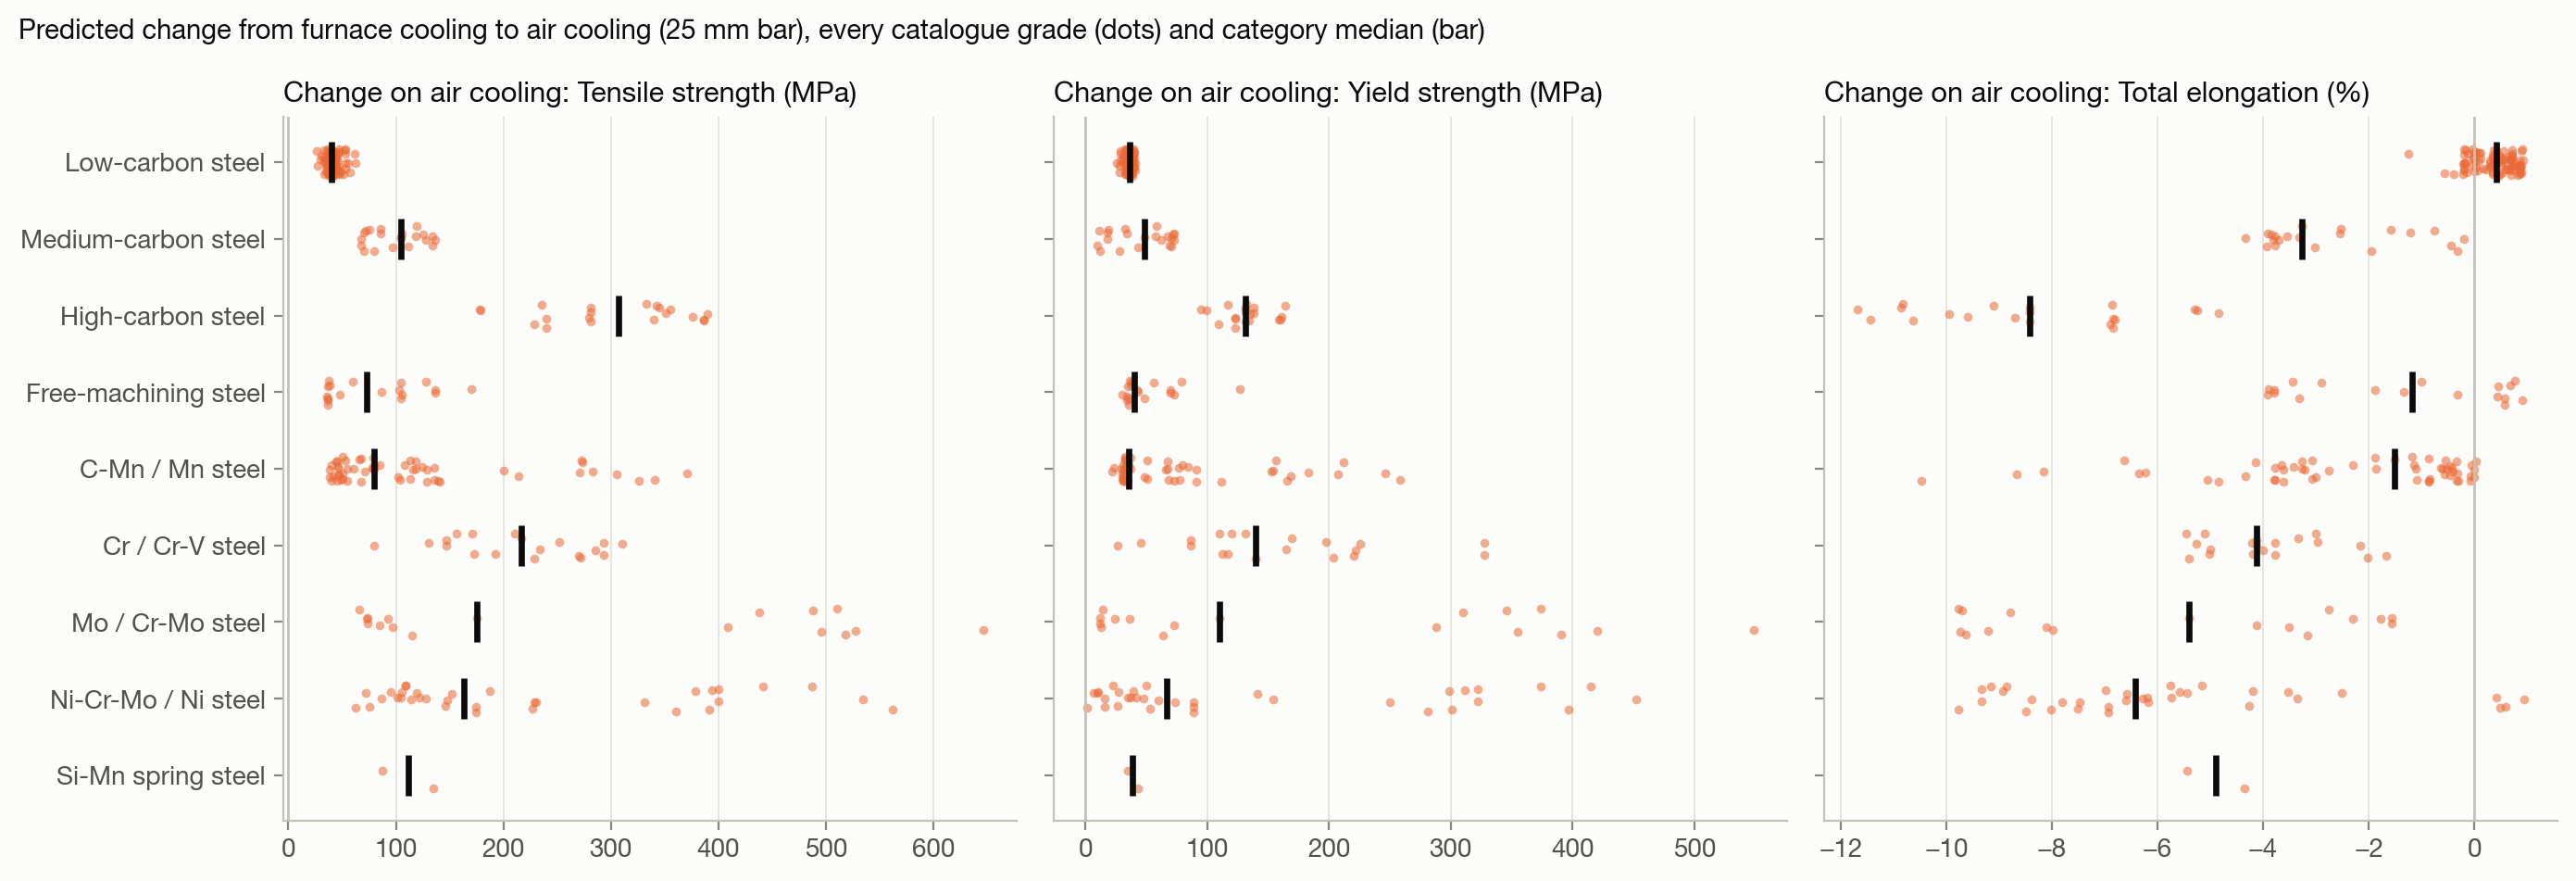 Predicted change from furnace cooling to air cooling (25 mm bar), every catalogue grade (dots) and category median (bar)
Change on air cooling: Tensile strength (MPa)
Change on air cooling: Yield strength (MPa)
Change on air cooling: Total elongation (%)
Low-carbon steel
Medium-carbon steel
High-carbon steel
Free-machining steel
C-Mn / Mn steel
Cr / Cr-V steel
Mo / Cr-Mo steel
Ni-Cr-Mo / Ni steel
Si-Mn spring steel
0 100 200 300 400 500 600
0 100 200 300 400 500
−12 −10 −8 −6 −4 −2 0